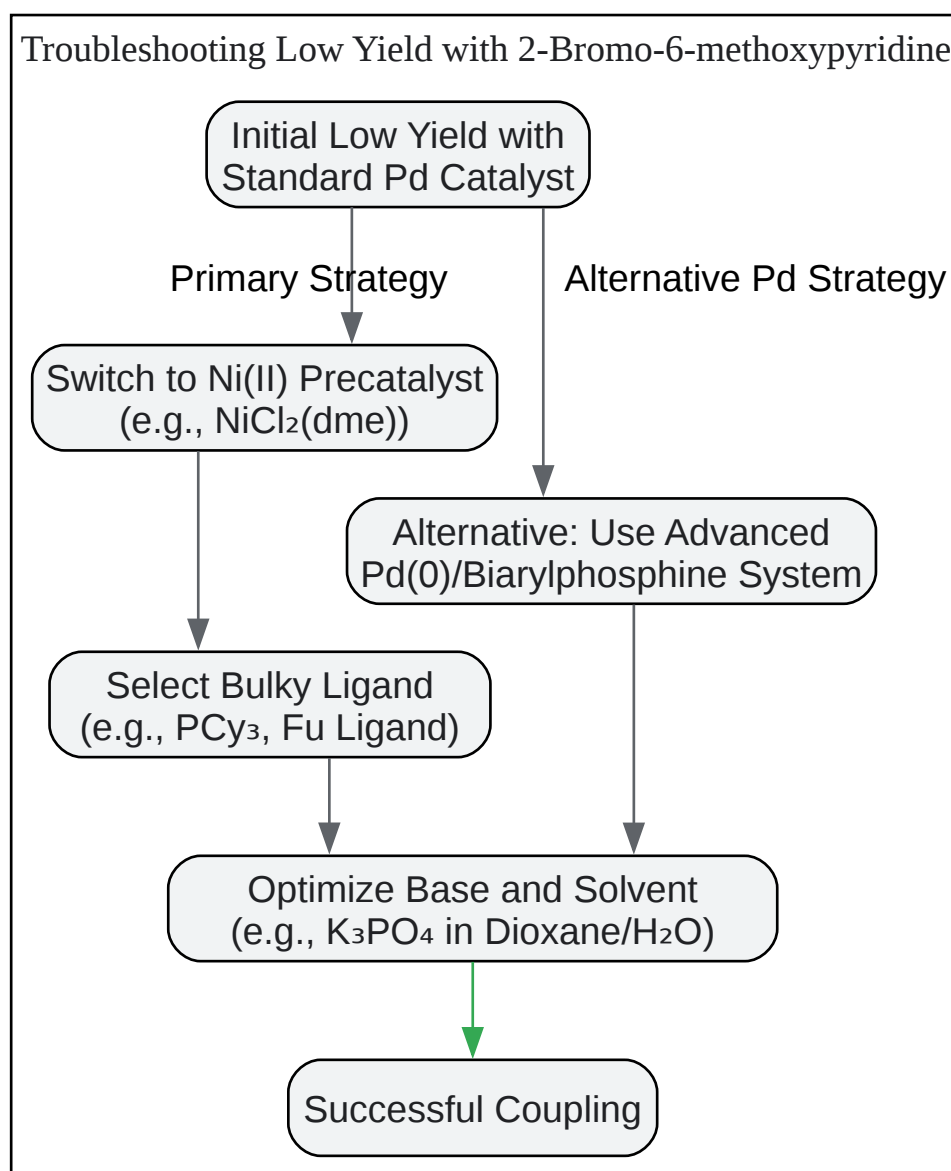 Troubleshooting Low Yield with 2-Bromo-6-methoxypyridine
Initial Low Yield with
Standard Pd Catalyst
Primary Strategy
Alternative Pd Strategy
Switch to Ni(II) Precatalyst
(e.g., NiCl₂(dme))
Alternative: Use Advanced
Pd(0)/Biarylphosphine System
Select Bulky Ligand
(e.g., PCy₃, Fu Ligand)
Optimize Base and Solvent
(e.g., K₃PO₄ in Dioxane/H₂O)
Successful Coupling